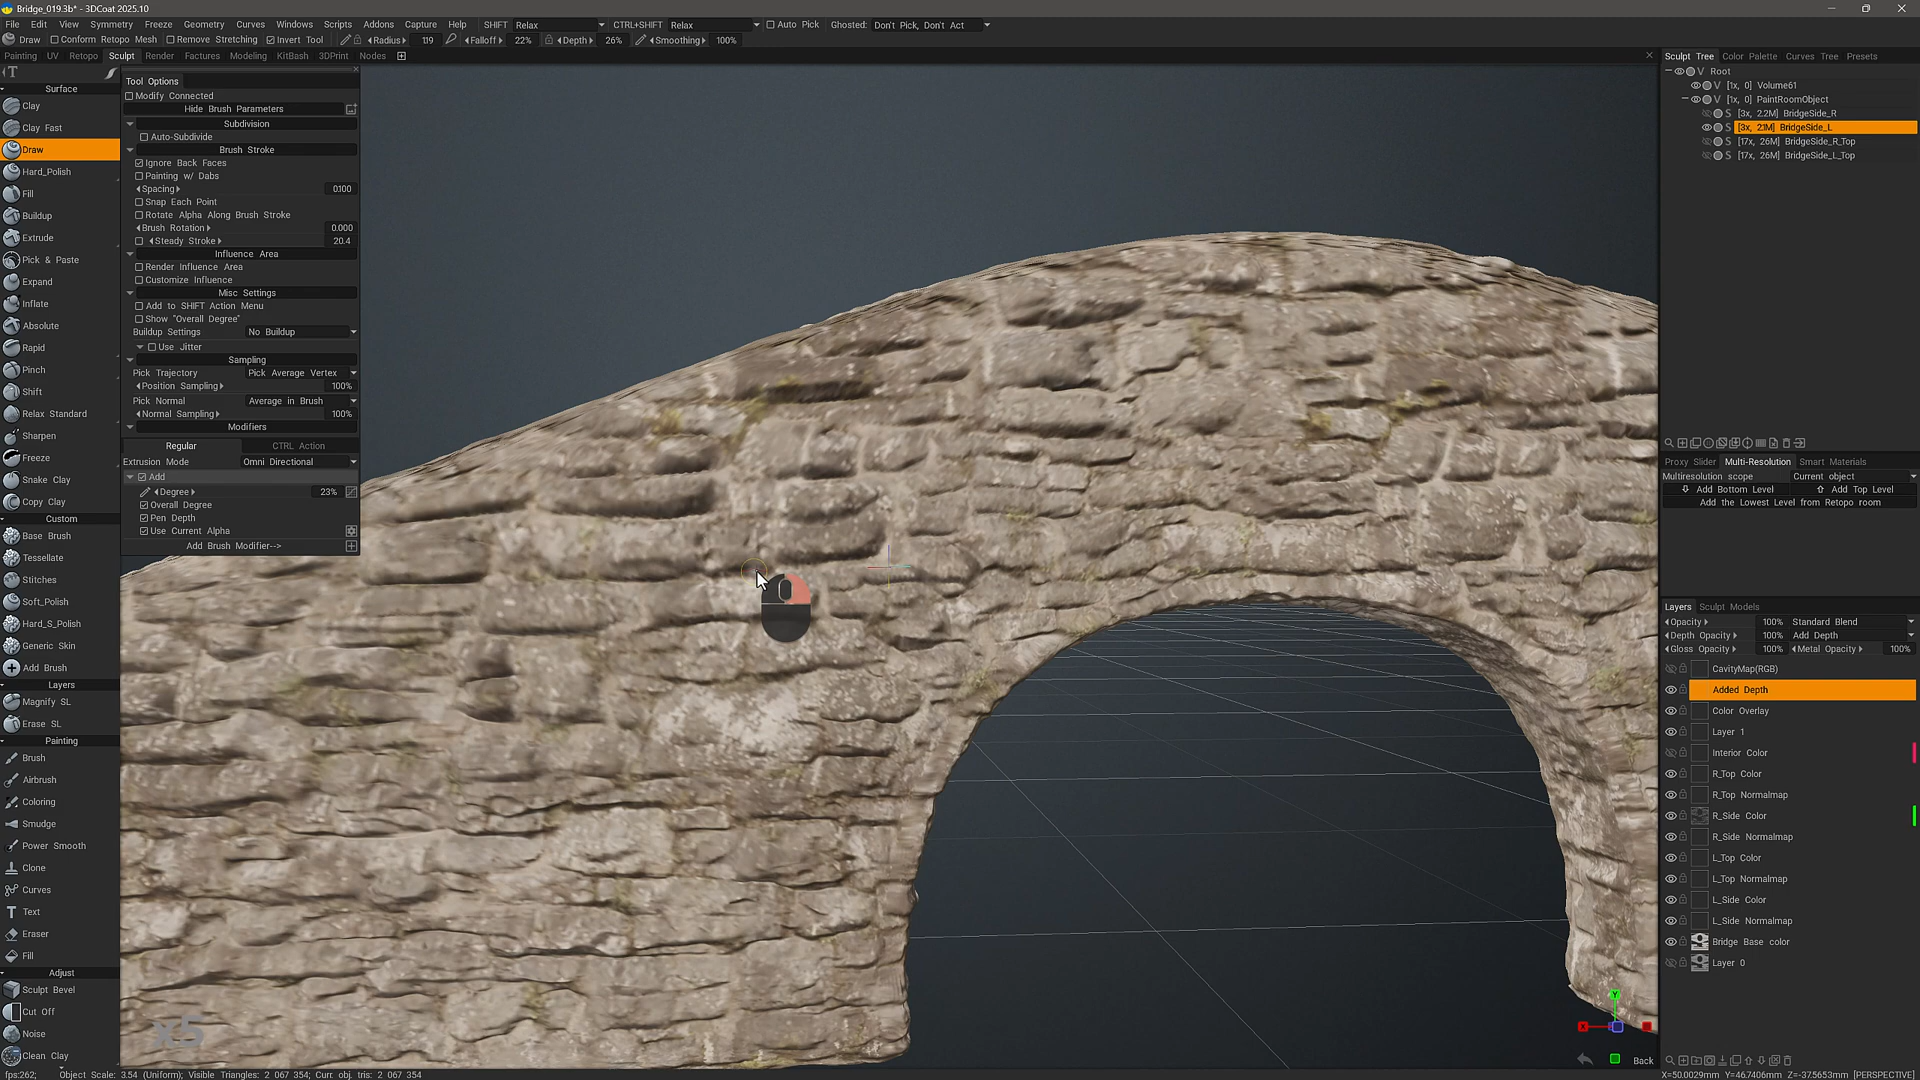 Bridge_019.3b* - 3DCoat 2025.10
File Edit View Symmetry Freeze Geometry Curves Windows Scripts Addons Capture Help SHIFT Relax CTRL+SHIFT Relax Auto Pick Ghosted: Don't Pick, Don't Act
Draw Conform Retopo Mesh Remove Stretching Invert Tool Radius 119 Falloff 22% Depth 26% Smoothing 100%
Painting UV Retopo Sculpt Render Factures Modeling KitBash 3DPrint Nodes
Surface
Clay
Clay Fast
Draw
Hard_Polish
Fill
Buildup
Extrude
Pick & Paste
Expand
Inflate
Absolute
Rapid
Pinch
Shift
Relax Standard
Sharpen
Freeze
Snake Clay
Copy Clay
Custom
Base Brush
Tessellate
Stitches
Soft_Polish
Hard_S_Polish
Generic Skin
Add Brush
Layers
Magnify SL
Erase SL
Painting
Brush
Airbrush
Coloring
Smudge
Power Smooth
Clone
Curves
Text
Eraser
Fill
Adjust
Sculpt Bevel
Cut Off
Noise
Clean Clay
Tool Options
Modify Connected
Hide Brush Parameters
Subdivision
Auto-Subdivide
Brush Stroke
Ignore Back Faces
Painting w/ Dabs
Spacing 0.100
Snap Each Point
Rotate Alpha Along Brush Stroke
Brush Rotation 0.000
Steady Stroke 20.4
Influence Area
Render Influence Area
Customize Influence
Misc Settings
Add to SHIFT Action Menu
Show "Overall Degree"
Buildup Settings No Buildup
Use Jitter
Sampling
Pick Trajectory Pick Average Vertex
Position Sampling 100%
Pick Normal Average in Brush
Normal Sampling 100%
Modifiers
Regular CTRL Action
Extrusion Mode Omni Directional
Add
Degree 23%
Overall Degree
Pen Depth
Use Current Alpha
Add Brush Modifier-->
x5
Back
Sculpt Tree Color Palette Curves Tree Presets
V Root
V [1x, 0] Volume61
V [1x, 0] PaintRoomObject
S [3x, 2.2M] BridgeSide_R
S [3x, 2.1M] BridgeSide_L
S [17x, 26M] BridgeSide_R_Top
S [17x, 26M] BridgeSide_L_Top
Proxy Slider Multi-Resolution Smart Materials
Multiresolution scope Current object
Add Bottom Level Add Top Level
Add the Lowest Level from Retopo room
Layers Sculpt Models
Opacity 100% Standard Blend
Depth Opacity 100% Add Depth
Gloss Opacity 100% Metal Opacity 100%
CavityMap(RGB)
Added Depth
Color Overlay
Layer 1
Interior Color
R_Top Color
R_Top Normalmap
R_Side Color
R_Side Normalmap
L_Top Color
L_Top Normalmap
L_Side Color
L_Side Normalmap
Bridge Base color
Layer 0
fps:262; Object Scale: 3.54 (Uniform); Visible Triangles: 2 067 354; Curr. obj. tris: 2 067 354
X=50.0029mm Y=46.7406mm Z=-37.5653mm [PERSPECTIVE]